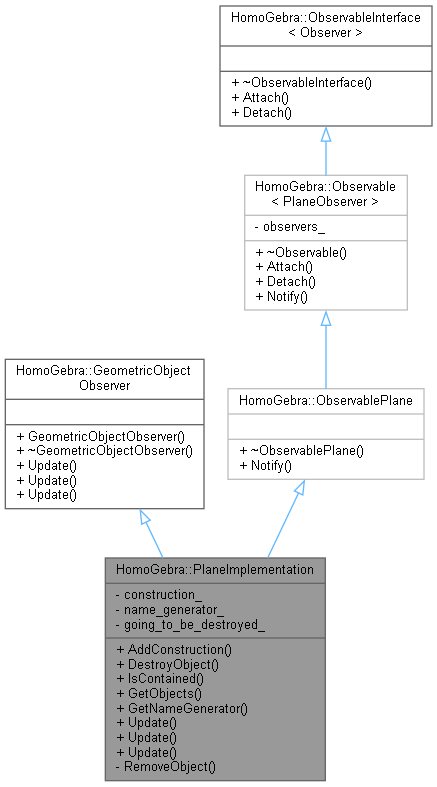 HomoGebra::ObservableInterface
< Observer >
+ ~ObservableInterface()
+ Attach()
+ Detach()
HomoGebra::Observable
< PlaneObserver >
- observers_
+ ~Observable()
+ Attach()
+ Detach()
+ Notify()
HomoGebra::GeometricObject
Observer
+ GeometricObjectObserver()
+ ~GeometricObjectObserver()
+ Update()
+ Update()
+ Update()
HomoGebra::ObservablePlane
+ ~ObservablePlane()
+ Notify()
HomoGebra::PlaneImplementation
- construction_
- name_generator_
- going_to_be_destroyed_
+ AddConstruction()
+ DestroyObject()
+ IsContained()
+ GetObjects()
+ GetNameGenerator()
+ Update()
+ Update()
+ Update()
- RemoveObject()